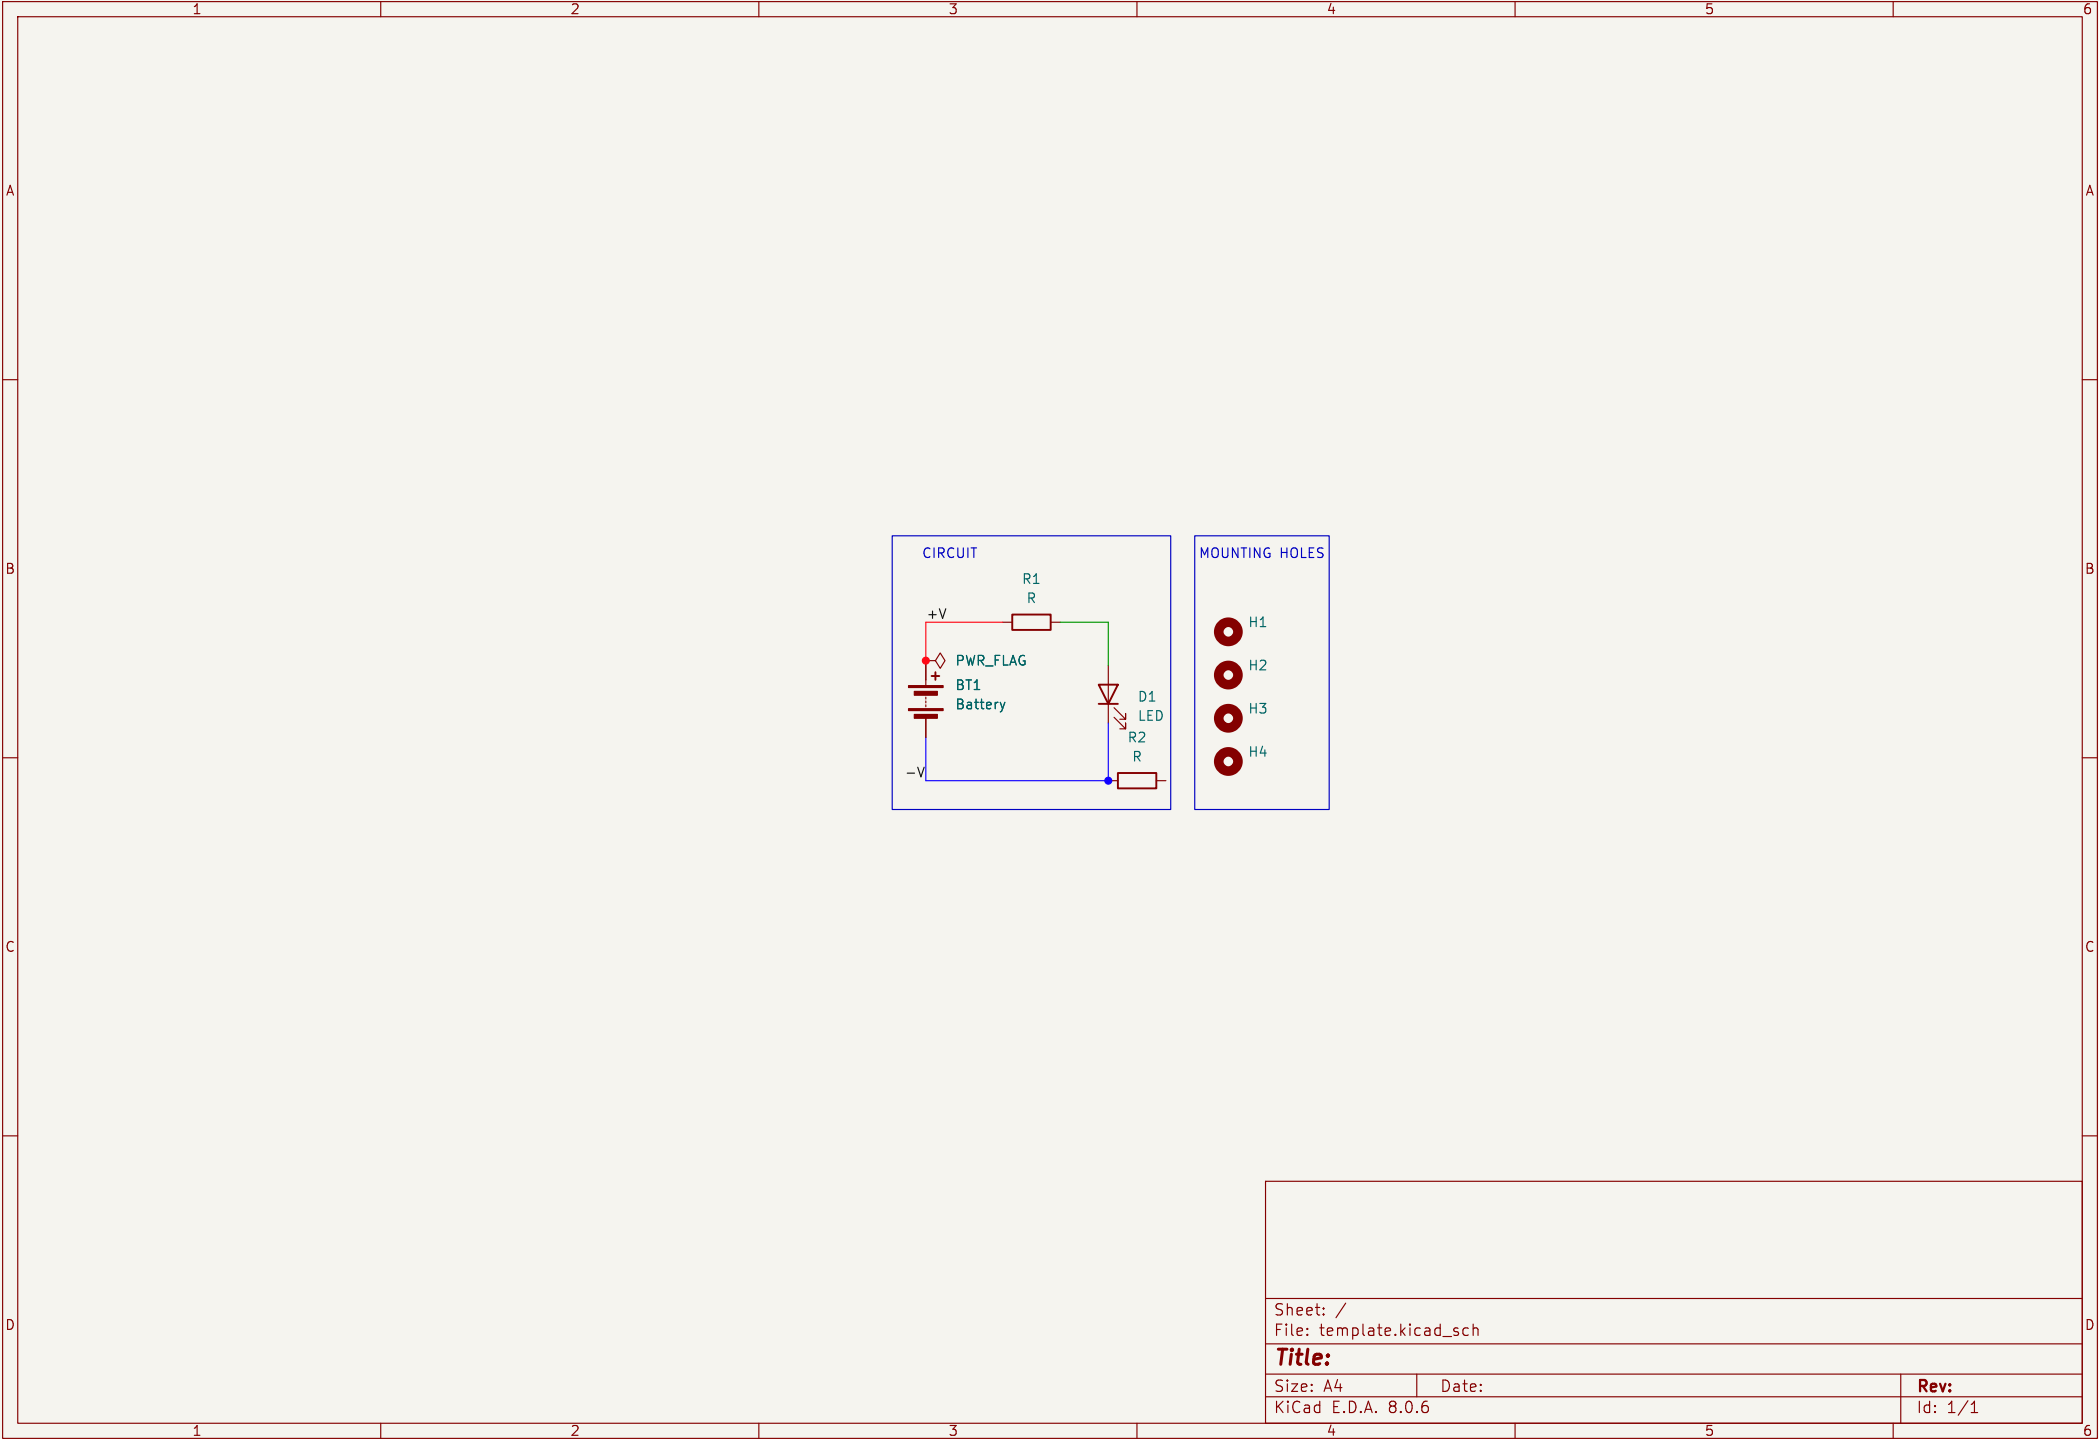 1 2 3 4 5 6
A A
CIRCUIT MOUNTING HOLES
B B
R1
R
+V
H1
PWR_FLAG
H2
BT1
D1
Battery
H3
LED
R2
H4
R
-V
C C
Sheet: /
File: template.kicad_sch
D D
Title:
Size: A4 Date: Rev:
KiCad E.D.A. 8.0.6 Id: 1/1
1 2 3 4 5 6